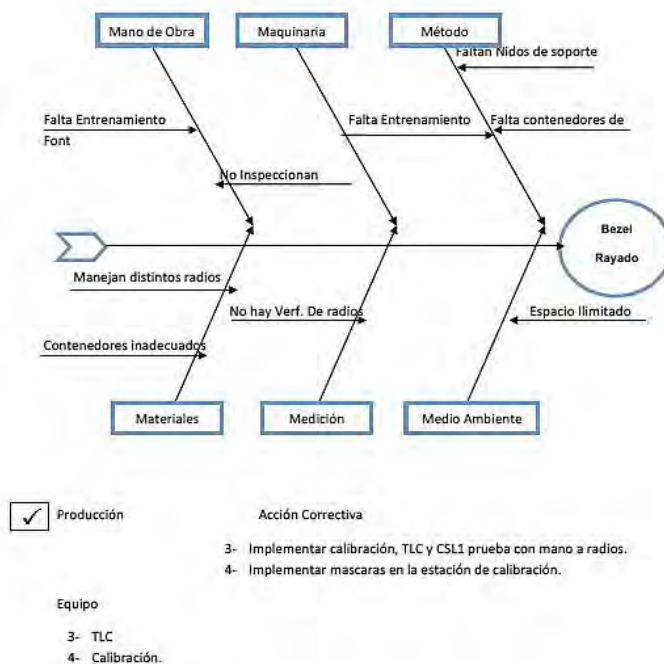 Mano de Obra
Maquinaria
Método
Faltan Nidos de soporte
Falta Entrenamiento
Font
Falta Entrenamiento
Falta contenedores de
No Inspeccionan
Bezel
Rayado
Manejan distintos radios
No hay Verf. De radios
Espacio Ilimitado
Contenedores inadecuados
Materiales
Medición
Medio Ambiente
Producción
Acción Correctiva
3- Implementar calibración, TLC y CSL1 prueba con mano a radios.
4- Implementar mascaras en la estación de calibración.
Equipo
3- TLC
4- Calibración.